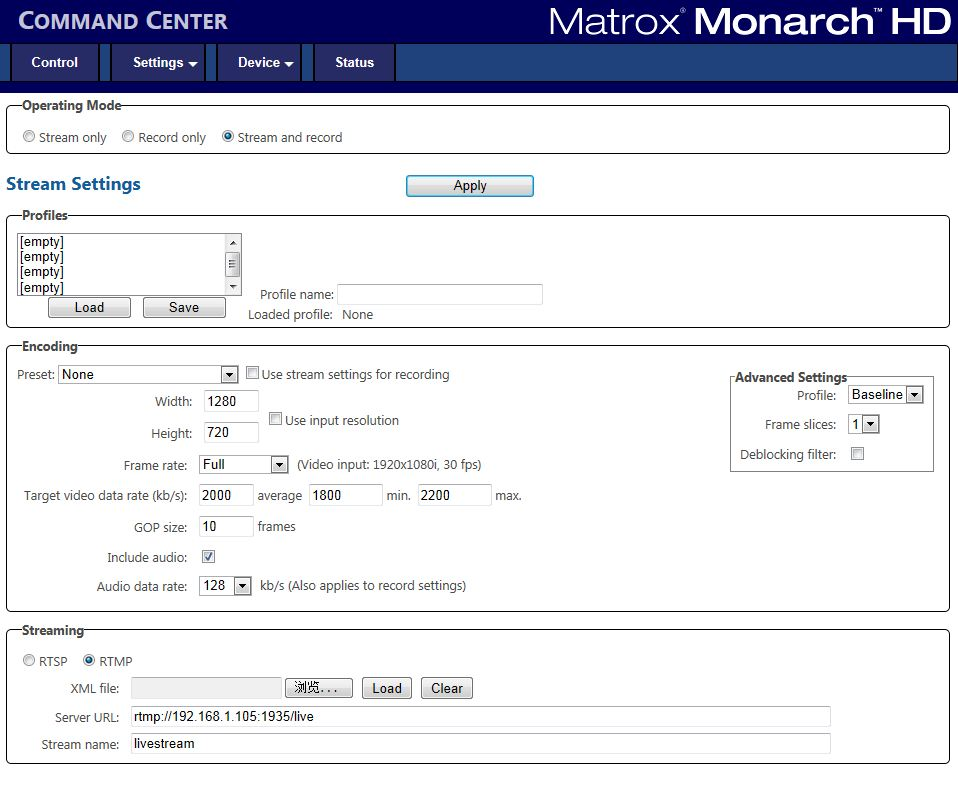 COMMAND CENTER
Matrox® Monarch™ HD
Control Settings Device Status
Operating Mode
Stream only Record only Stream and record
Stream Settings Apply
Profiles
[empty]
[empty]
[empty]
[empty]
Profile name:
Load Save
Loaded profile: None
Encoding
Preset: None Use stream settings for recording
Advanced Settings
Profile: Baseline
Width: 1280
Use input resolution
Frame slices: 1
Height: 720
Deblocking filter:
Frame rate: Full (Video input: 1920x1080i, 30 fps)
Target video data rate (kb/s): 2000 average 1800 min. 2200 max.
GOP size: 10 frames
Include audio:
Audio data rate: 128 kb/s (Also applies to record settings)
Streaming
RTSP RTMP
XML file: 浏览... Load Clear
Server URL: rtmp://192.168.1.105:1935/live
Stream name: livestream